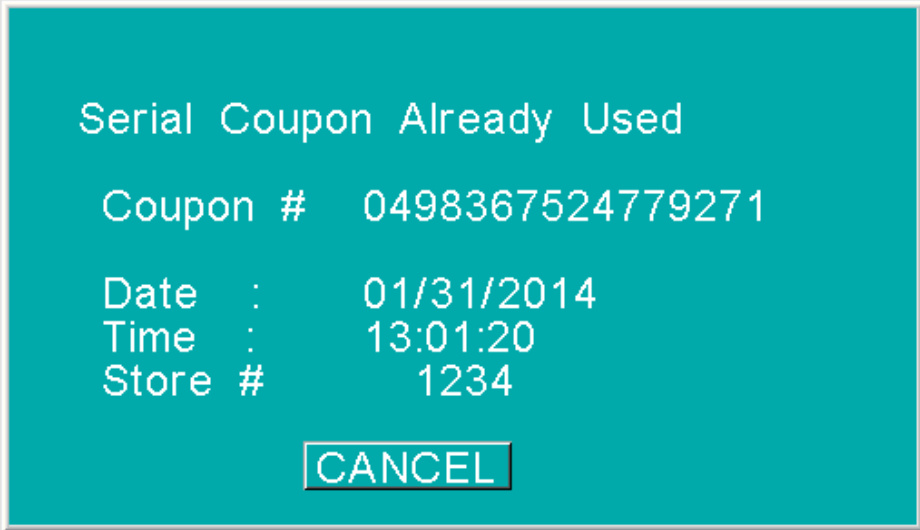 Serial Coupon Already Used
Coupon # 0498367524779271
Date : 01/31/2014
Time : 13:01:20
Store # 1234
CANCEL